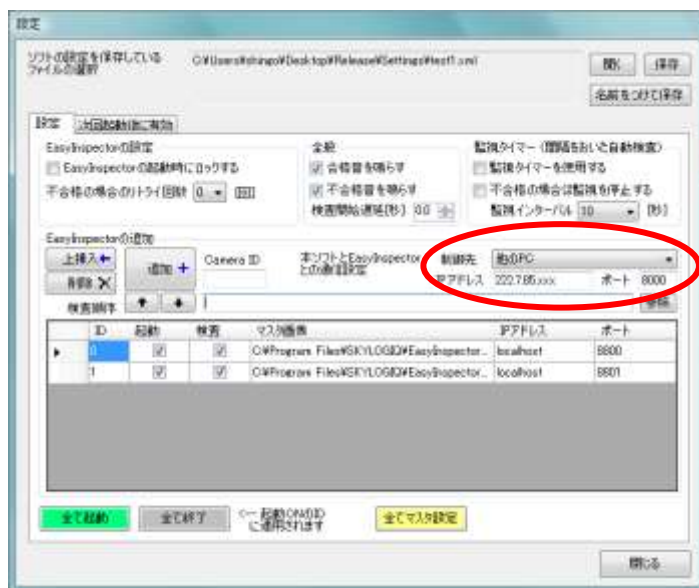 設定
ソフトの設定を保存している
ファイルの選択
C:¥Users¥shingo¥Desktop¥Release¥Settings¥test1.xml
開く
保存
名前をつけて保存
設定
次回起動後に有効
EasyInspectorの設定
EasyInspectorの起動時にロックする
不合格の場合のリトライ回数 0 [回]
全般
合格音を鳴らす
不合格音を鳴らす
検査開始遅延[秒] 0.0
監視タイマー (間隔をおいた自動検査)
監視タイマーを使用する
不合格の場合は監視を停止する
監視インターバル 10 [秒]
EasyInspectorの追加
上挿入
削除
追加
Camera ID
本ソフトとEasyInspector
との通信設定
制御先 他のPC
IPアドレス 222.7.85.xxx ポート 8000
検査順序
参照
ID 起動 検査 マスタ画像 IPアドレス ポート
0 C:¥Program Files¥SKYLOGIQ¥EasyInspector... localhost 8800
1 C:¥Program Files¥SKYLOGIQ¥EasyInspector... localhost 8801
全て起動
全て終了
<-- 起動ONのID
に適用されます
全てマスタ設定
閉じる